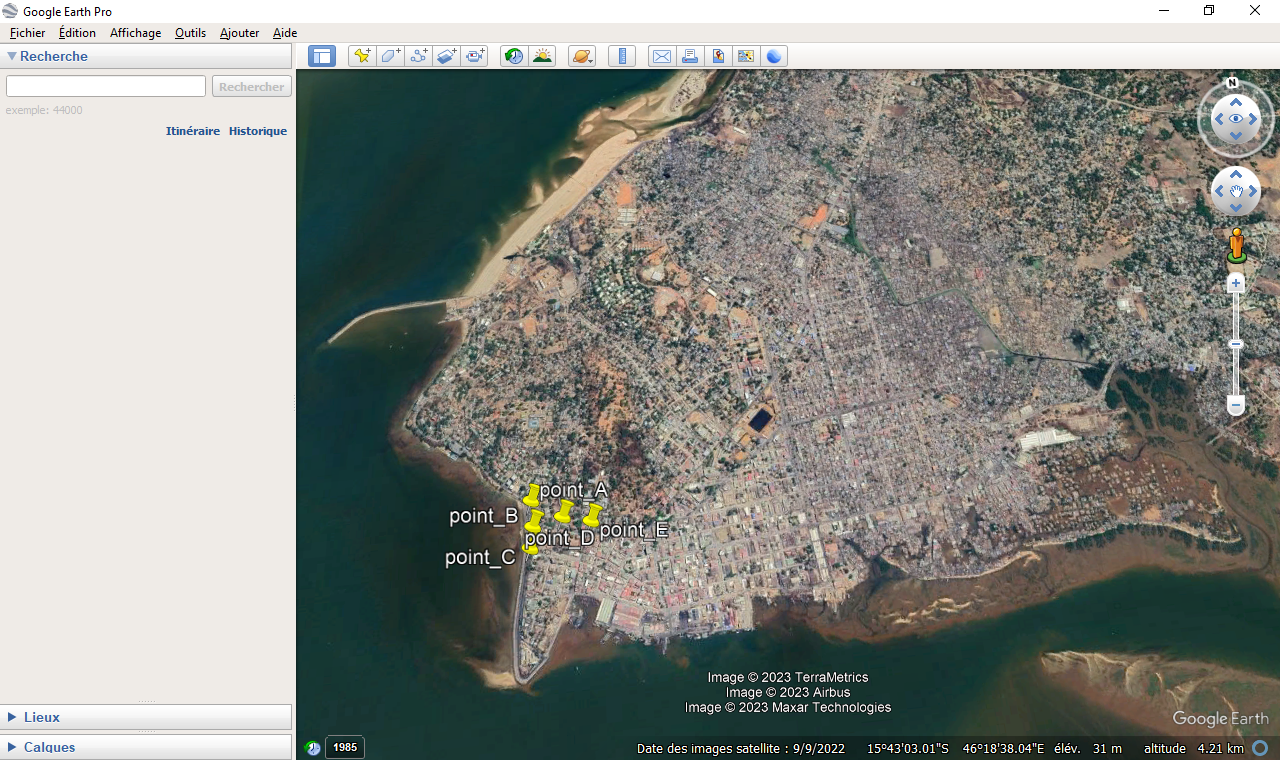 Google Earth Pro
Fichier Édition Affichage Outils Ajouter Aide
Recherche
Rechercher
exemple: 44000
Itinéraire Historique
N
point_A
point_B
point_E
point_D
point_C
Image © 2023 TerraMetrics
Image © 2023 Airbus
Image © 2023 Maxar Technologies
Google Earth
Lieux
Calques
1985
Date des images satellite : 9/9/2022 15°43'03.01"S 46°18'38.04"E élév. 31 m altitude 4.21 km